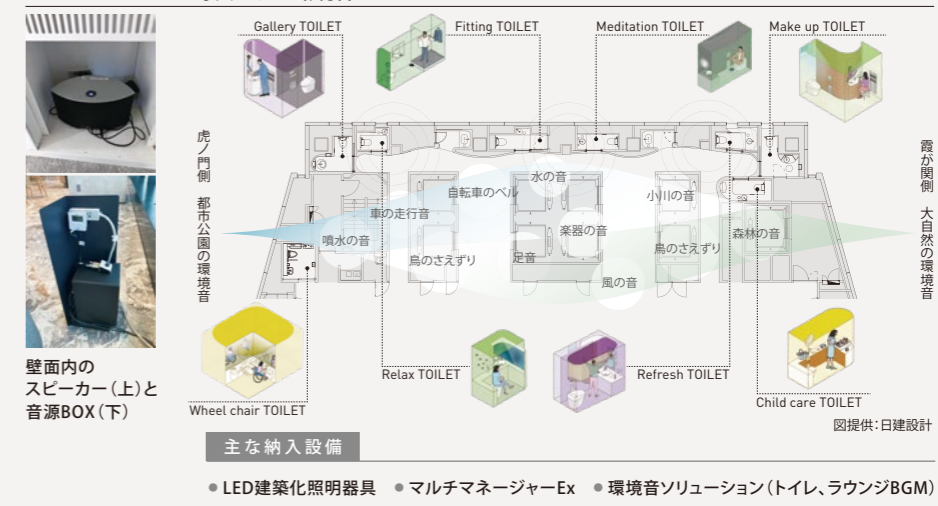 Gallery TOILET
Fitting TOILET
Meditation TOILET
Make up TOILET
虎ノ門側 都市公園の環境音
霞が関側 大自然の環境音
水の音
自転車のベル
小川の音
車の走行音
楽器の音
噴水の音
森林の音
鳥のさえずり
足音
鳥のさえずり
風の音
壁面内の
スピーカー(上)と
音源BOX(下)
Relax TOILET
Refresh TOILET
Wheel chair TOILET
Child care TOILET
図提供:日建設計
主な納入設備
● LED建築化照明器具 ● マルチマネージャーEx ● 環境音ソリューション(トイレ、ラウンジBGM)